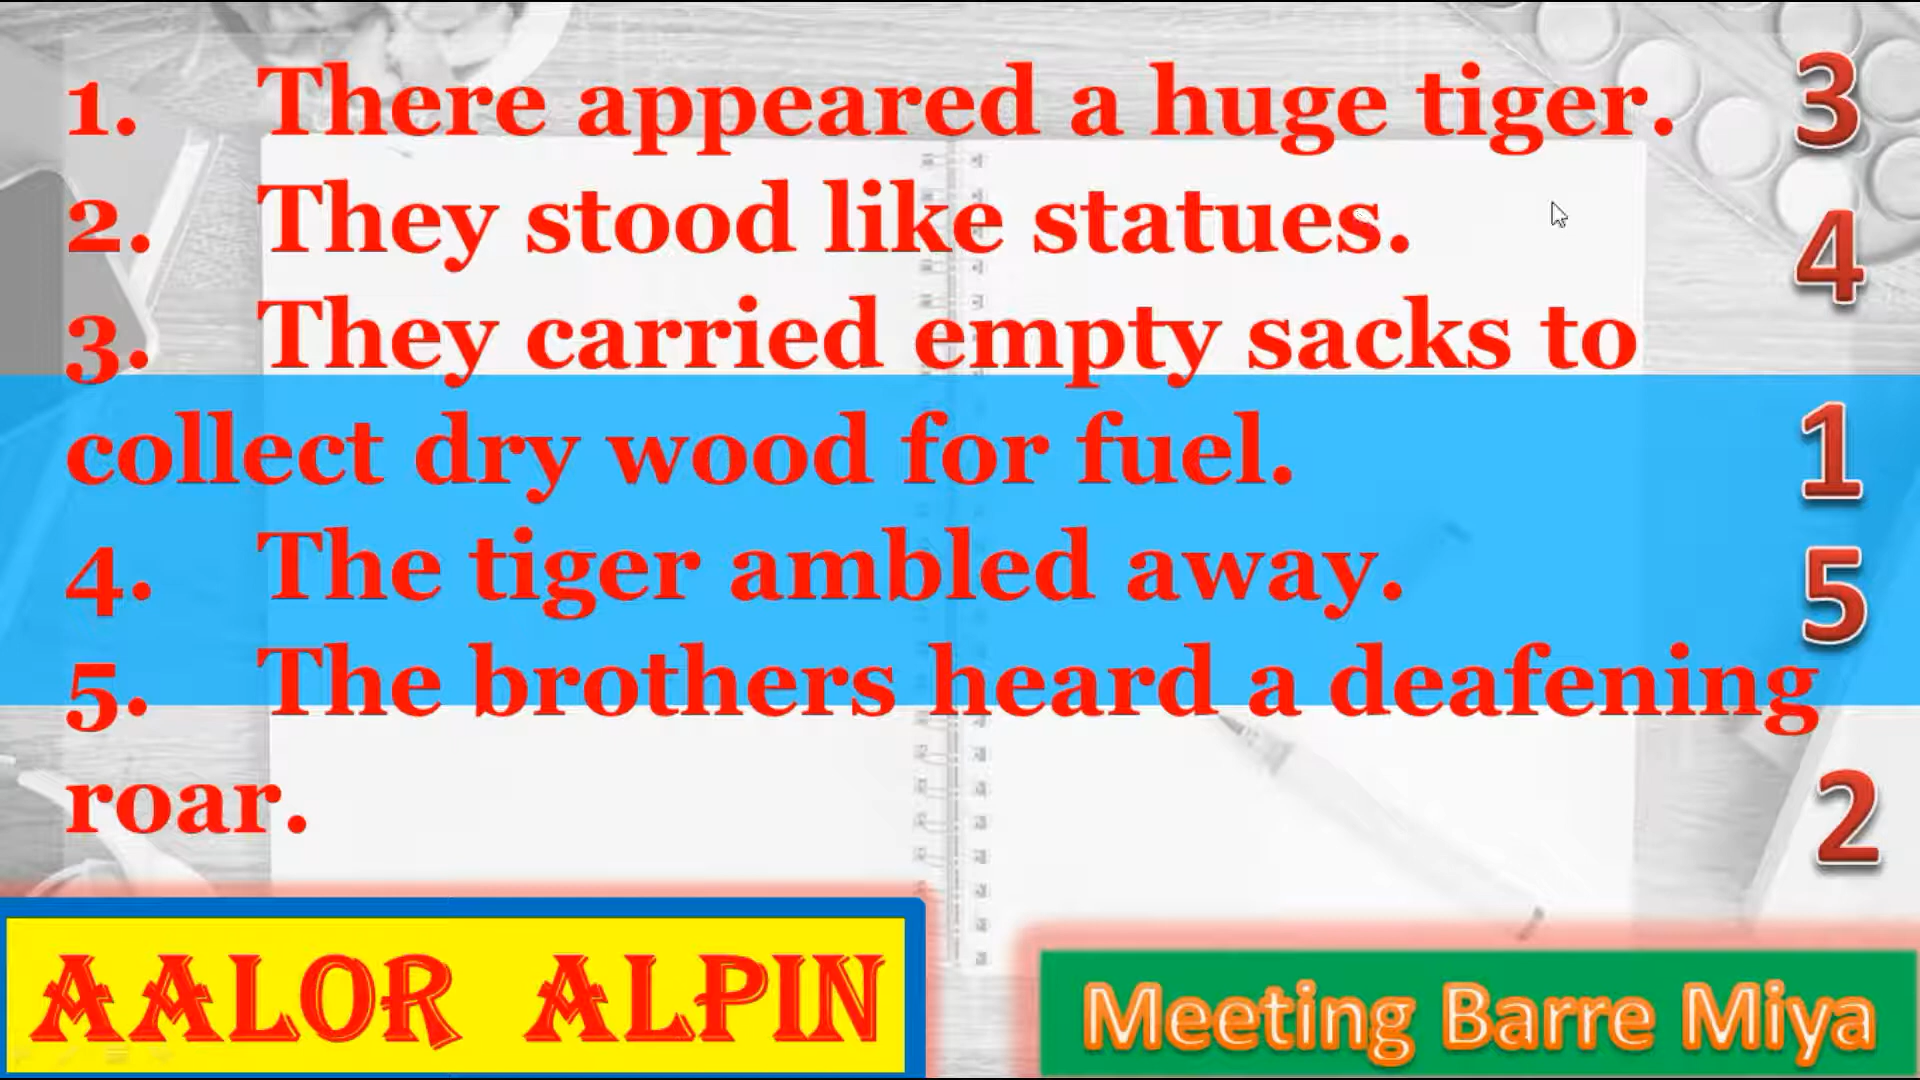 1. There appeared a huge tiger. 3
2. They stood like statues. 4
3. They carried empty sacks to
collect dry wood for fuel. 1
4. The tiger ambled away. 5
5. The brothers heard a deafening
roar. 2
AALOR ALPIN
Meeting Barre Miya